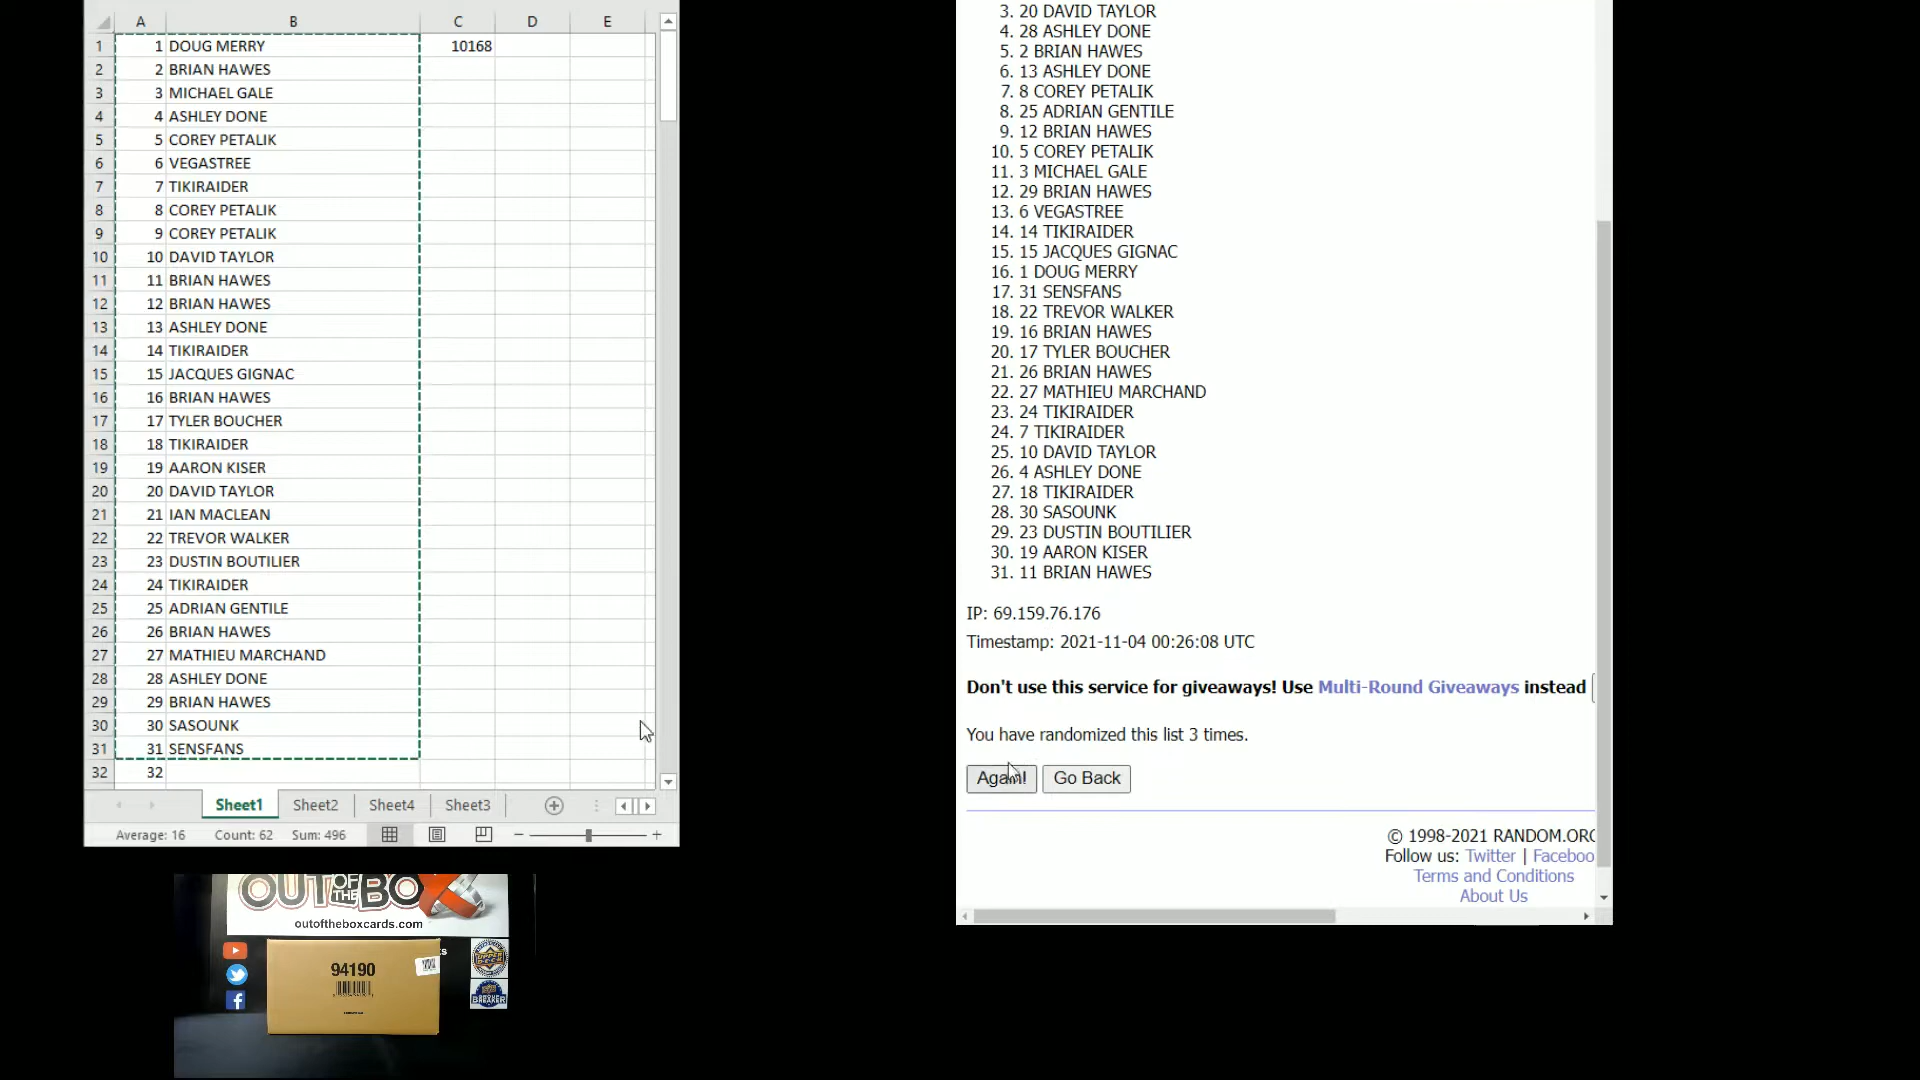 A B C D E
1 1 DOUG MERRY 10168
2 2 BRIAN HAWES
3 3 MICHAEL GALE
4 4 ASHLEY DONE
5 5 COREY PETALIK
6 6 VEGASTREE
7 7 TIKIRAIDER
8 8 COREY PETALIK
9 9 COREY PETALIK
10 10 DAVID TAYLOR
11 11 BRIAN HAWES
12 12 BRIAN HAWES
13 13 ASHLEY DONE
14 14 TIKIRAIDER
15 15 JACQUES GIGNAC
16 16 BRIAN HAWES
17 17 TYLER BOUCHER
18 18 TIKIRAIDER
19 19 AARON KISER
20 20 DAVID TAYLOR
21 21 IAN MACLEAN
22 22 TREVOR WALKER
23 23 DUSTIN BOUTILIER
24 24 TIKIRAIDER
25 25 ADRIAN GENTILE
26 26 BRIAN HAWES
27 27 MATHIEU MARCHAND
28 28 ASHLEY DONE
29 29 BRIAN HAWES
30 30 SASOUNK
31 31 SENSFANS
32 32
Sheet1 Sheet2 Sheet4 Sheet3
Average: 16 Count: 62 Sum: 496
OUT OF THE BOX
outoftheboxcards.com
94190
UPPER DECK
BREAKER
3. 20 DAVID TAYLOR
4. 28 ASHLEY DONE
5. 2 BRIAN HAWES
6. 13 ASHLEY DONE
7. 8 COREY PETALIK
8. 25 ADRIAN GENTILE
9. 12 BRIAN HAWES
10. 5 COREY PETALIK
11. 3 MICHAEL GALE
12. 29 BRIAN HAWES
13. 6 VEGASTREE
14. 14 TIKIRAIDER
15. 15 JACQUES GIGNAC
16. 1 DOUG MERRY
17. 31 SENSFANS
18. 22 TREVOR WALKER
19. 16 BRIAN HAWES
20. 17 TYLER BOUCHER
21. 26 BRIAN HAWES
22. 27 MATHIEU MARCHAND
23. 24 TIKIRAIDER
24. 7 TIKIRAIDER
25. 10 DAVID TAYLOR
26. 4 ASHLEY DONE
27. 18 TIKIRAIDER
28. 30 SASOUNK
29. 23 DUSTIN BOUTILIER
30. 19 AARON KISER
31. 11 BRIAN HAWES
IP: 69.159.76.176
Timestamp: 2021-11-04 00:26:08 UTC
Don't use this service for giveaways! Use Multi-Round Giveaways instead
You have randomized this list 3 times.
Again! Go Back
© 1998-2021 RANDOM.ORG
Follow us: Twitter | Faceboo
Terms and Conditions
About Us